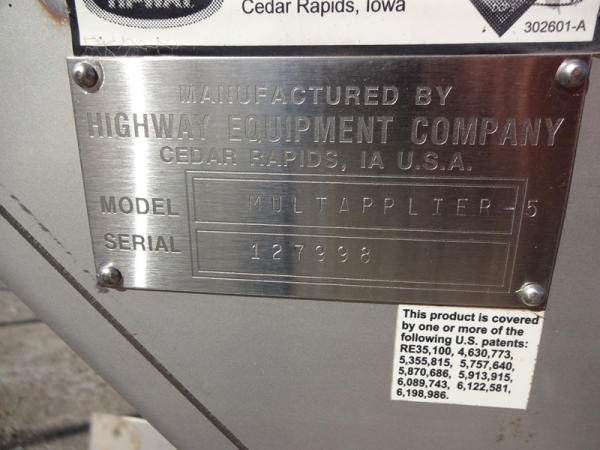 HI-WAY
Cedar Rapids, Iowa
302601-A
MANUFACTURED BY
HIGHWAY EQUIPMENT COMPANY
CEDAR RAPIDS, IA U.S.A.
MODEL MULTAPPLIER-5
SERIAL 127998
This product is covered
by one or more of the
following U.S. patents:
RE35,100, 4,630,773,
5,355,815, 5,757,640,
5,870,686, 5,913,915,
6,089,743, 6,122,581,
6,198,986.